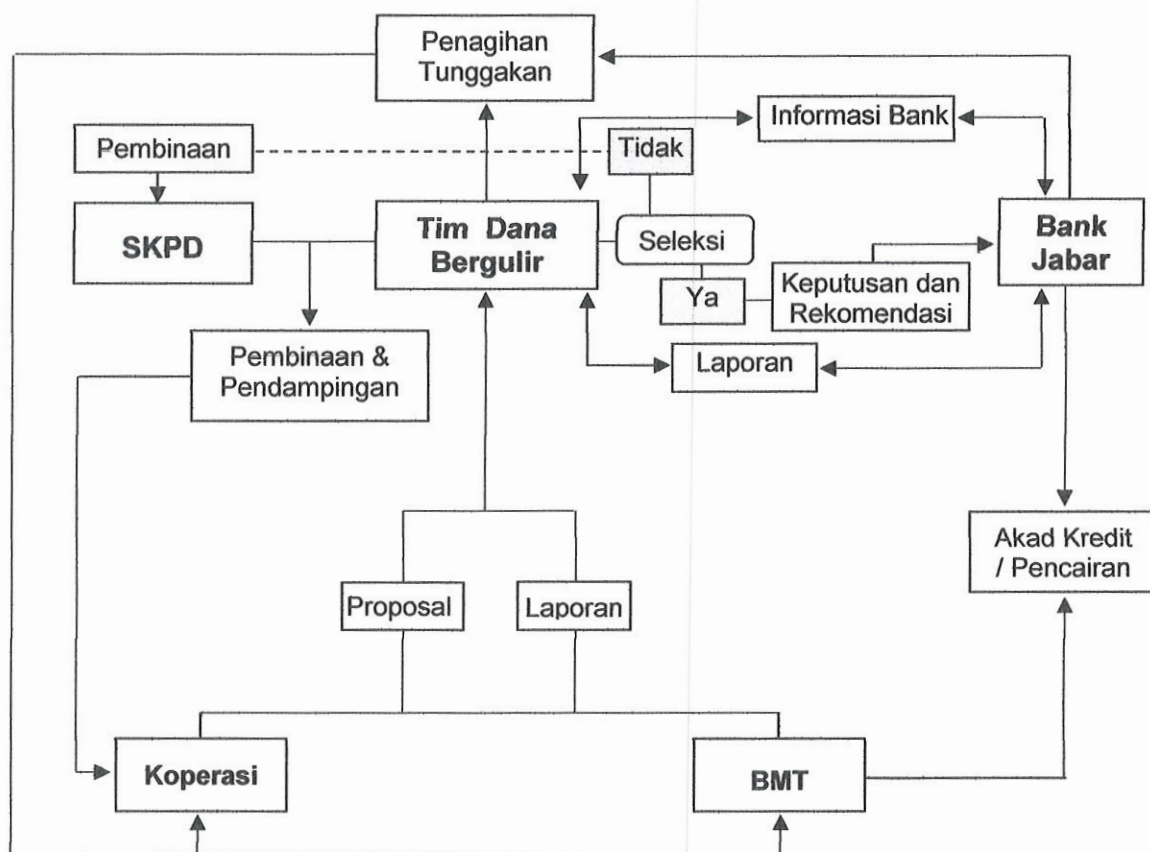 Penagihan
Tunggakan
Informasi Bank
Pembinaan
Tidak
SKPD
Tim Dana
Bergulir
Seleksi
Bank
Jabar
Ya
Keputusan dan
Rekomendasi
Pembinaan &
Pendampingan
Laporan
Akad Kredit
/ Pencairan
Proposal
Laporan
Koperasi
BMT